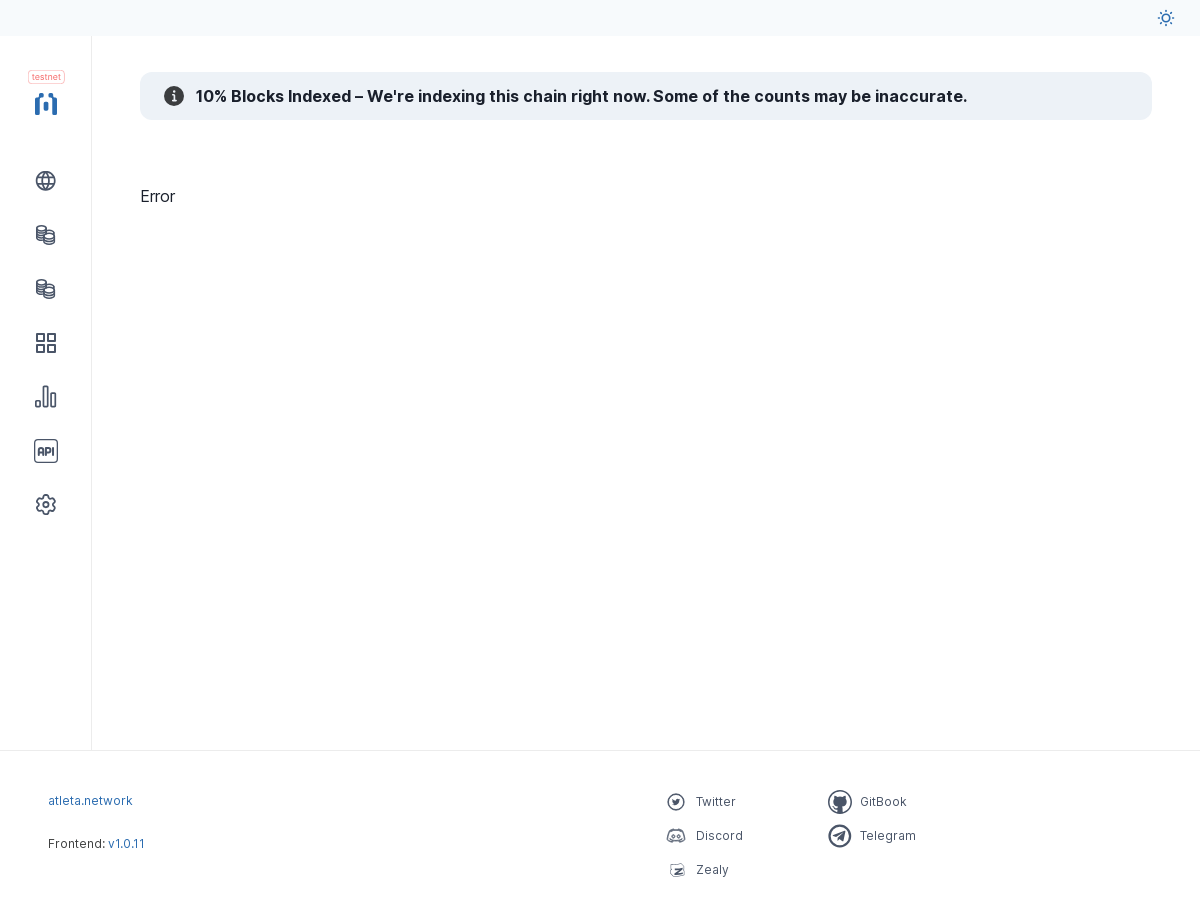 testnet
10% Blocks Indexed – We're indexing this chain right now. Some of the counts may be inaccurate.
Error
API
atleta.network
Frontend: v1.0.11
Twitter
GitBook
Discord
Telegram
Zealy